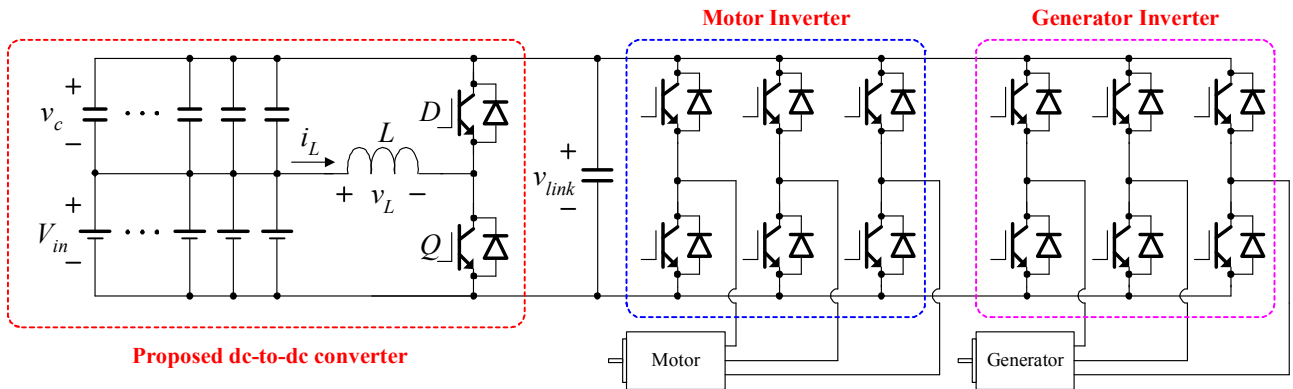 Motor Inverter
Generator Inverter
+
v_c
−
· · ·
i_L
L
D
+
v_link
−
+
V_in
−
· · ·
+ v_L −
Q
Proposed dc-to-dc converter
Motor
Generator